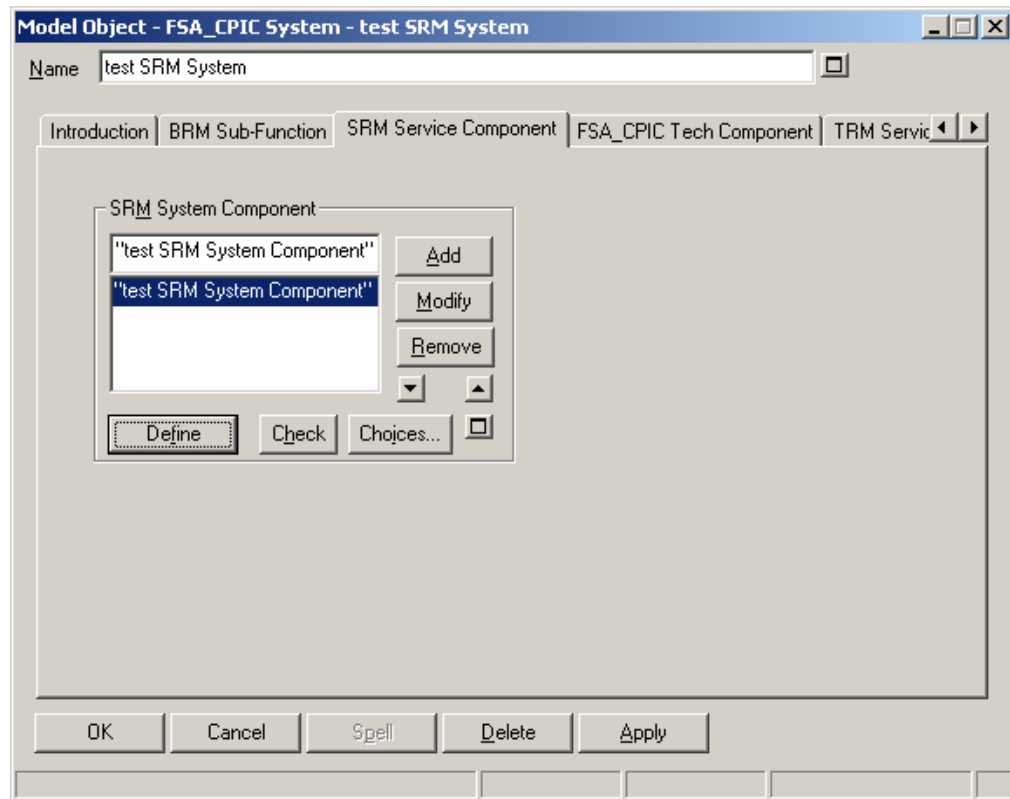 Model Object - FSA_CPIC System - test SRM System
Name test SRM System
Introduction BRM Sub-Function SRM Service Component FSA_CPIC Tech Component TRM Servic
SRM System Component
"test SRM System Component"
Add
"test SRM System Component"
Modify
Remove
Define Check Choices...
OK Cancel Spell Delete Apply